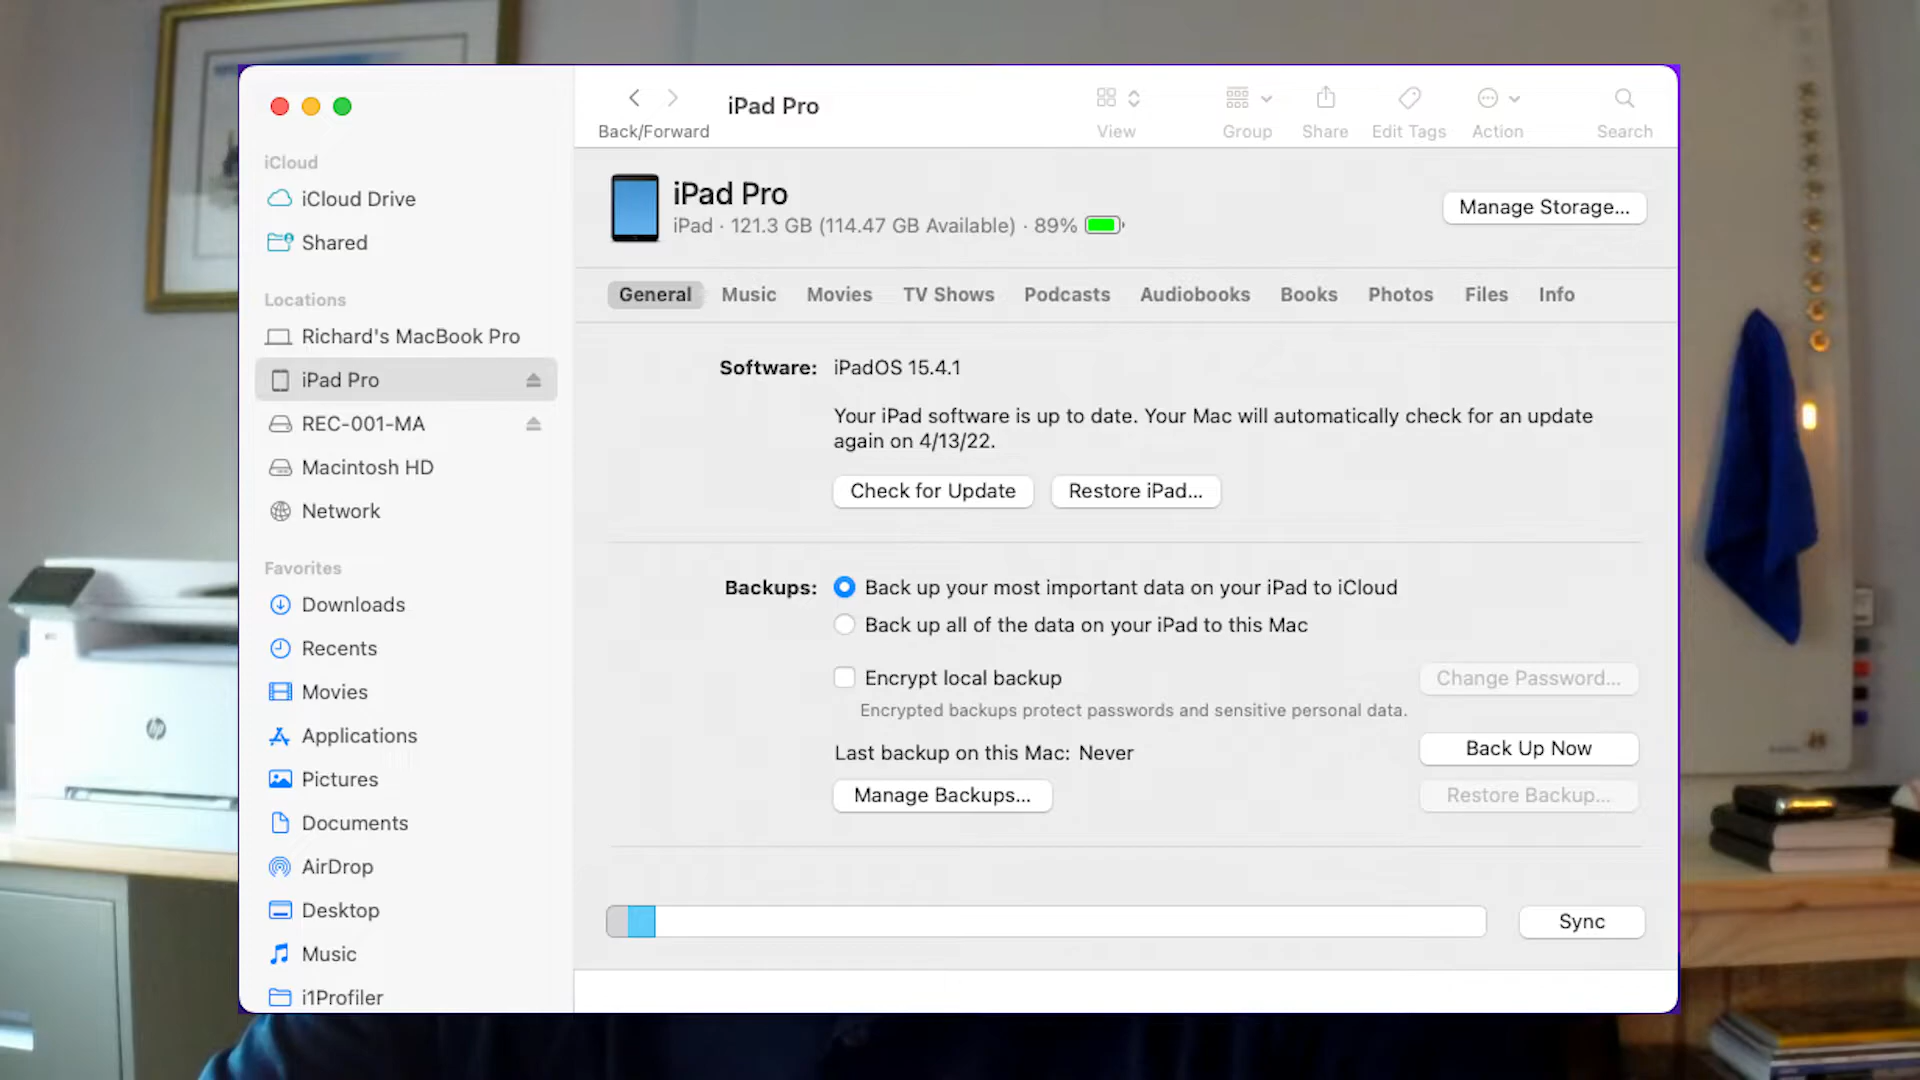 iPad Pro
Back/Forward
View
Group
Share
Edit Tags
Action
Search
iCloud
iCloud Drive
Shared
Locations
Richard's MacBook Pro
iPad Pro
REC-001-MA
Macintosh HD
Network
Favorites
Downloads
Recents
Movies
Applications
Pictures
Documents
AirDrop
Desktop
Music
i1Profiler
iPad Pro
iPad · 121.3 GB (114.47 GB Available) · 89%
Manage Storage...
General Music Movies TV Shows Podcasts Audiobooks Books Photos Files Info
Software: iPadOS 15.4.1
Your iPad software is up to date. Your Mac will automatically check for an update
again on 4/13/22.
Check for Update Restore iPad...
Backups: Back up your most important data on your iPad to iCloud
Back up all of the data on your iPad to this Mac
Encrypt local backup Change Password...
Encrypted backups protect passwords and sensitive personal data.
Last backup on this Mac: Never Back Up Now
Manage Backups... Restore Backup...
Sync
hp